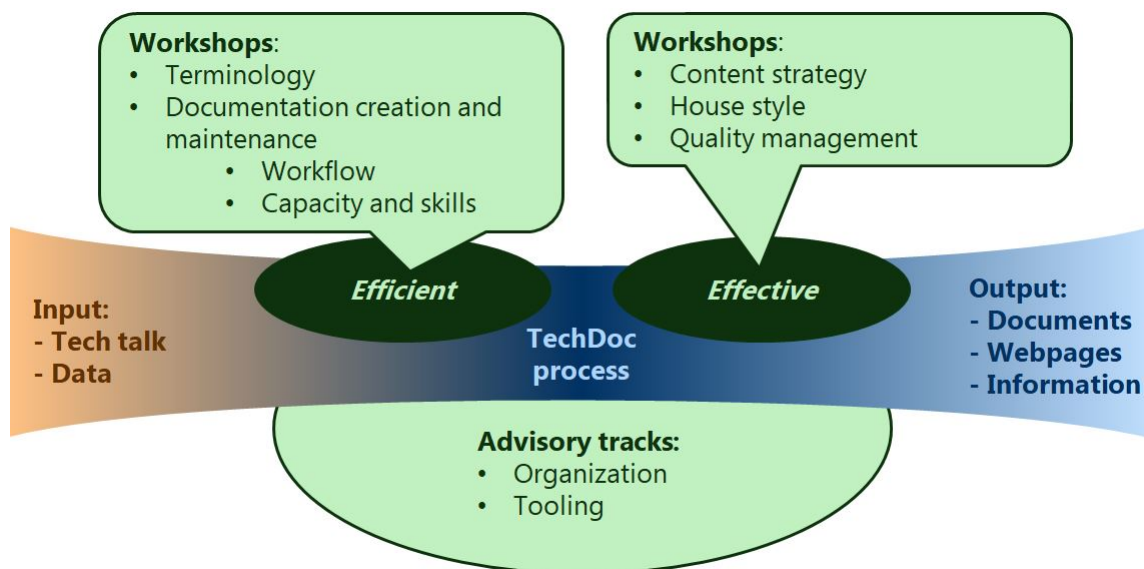 Workshops:
• Terminology
• Documentation creation and
maintenance
• Workflow
• Capacity and skills
Workshops:
• Content strategy
• House style
• Quality management
Efficient
Effective
Input:
- Tech talk
- Data
TechDoc
process
Output:
- Documents
- Webpages
- Information
Advisory tracks:
• Organization
• Tooling